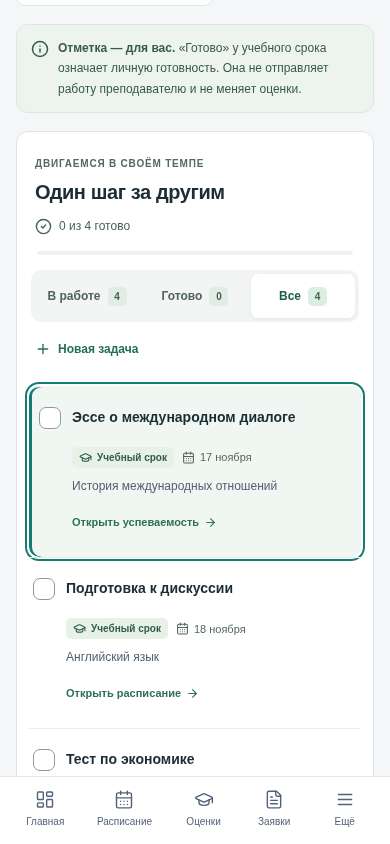 Отметка — для вас. «Готово» у учебного срока
означает личную готовность. Она не отправляет
работу преподавателю и не меняет оценки.
ДВИГАЕМСЯ В СВОЁМ ТЕМПЕ
Один шаг за другим
0 из 4 готово
В работе 4 Готово 0 Все 4
Новая задача
Эссе о международном диалоге
Учебный срок 17 ноября
История международных отношений
Открыть успеваемость →
Подготовка к дискуссии
Учебный срок 18 ноября
Английский язык
Открыть расписание →
Тест по экономике
Главная Расписание Оценки Заявки Ещё